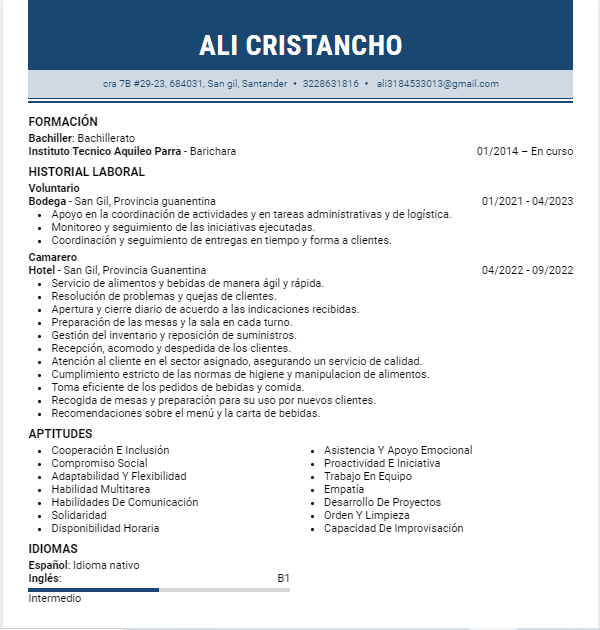 ALI CRISTANCHO
cra 7B #29-23, 684031, San gil, Santander • 3228631816 • ali3184533013@gmail.com
FORMACIÓN
Bachiller: Bachillerato
Instituto Tecnico Aquileo Parra - Barichara 01/2014 – En curso
HISTORIAL LABORAL
Voluntario
Bodega - San Gil, Provincia guanentina 01/2021 - 04/2023
• Apoyo en la coordinación de actividades y en tareas administrativas y de logística.
• Monitoreo y seguimiento de las iniciativas ejecutadas.
• Coordinación y seguimiento de entregas en tiempo y forma a clientes.
Camarero
Hotel - San Gil, Provincia Guanentina 04/2022 - 09/2022
• Servicio de alimentos y bebidas de manera ágil y rápida.
• Resolución de problemas y quejas de clientes.
• Apertura y cierre diario de acuerdo a las indicaciones recibidas.
• Preparación de las mesas y la sala en cada turno.
• Gestión del inventario y reposición de suministros.
• Recepción, acomodo y despedida de los clientes.
• Atención al cliente en el sector asignado, asegurando un servicio de calidad.
• Cumplimiento estricto de las normas de higiene y manipulacion de alimentos.
• Toma eficiente de los pedidos de bebidas y comida.
• Recogida de mesas y preparación para su uso por nuevos clientes.
• Recomendaciones sobre el menú y la carta de bebidas.
APTITUDES
• Cooperación E Inclusión
• Compromiso Social
• Adaptabilidad Y Flexibilidad
• Habilidad Multitarea
• Habilidades De Comunicación
• Solidaridad
• Disponibilidad Horaria
• Asistencia Y Apoyo Emocional
• Proactividad E Iniciativa
• Trabajo En Equipo
• Empatía
• Desarrollo De Proyectos
• Orden Y Limpieza
• Capacidad De Improvisación
IDIOMAS
Español: Idioma nativo
Inglés: B1
Intermedio